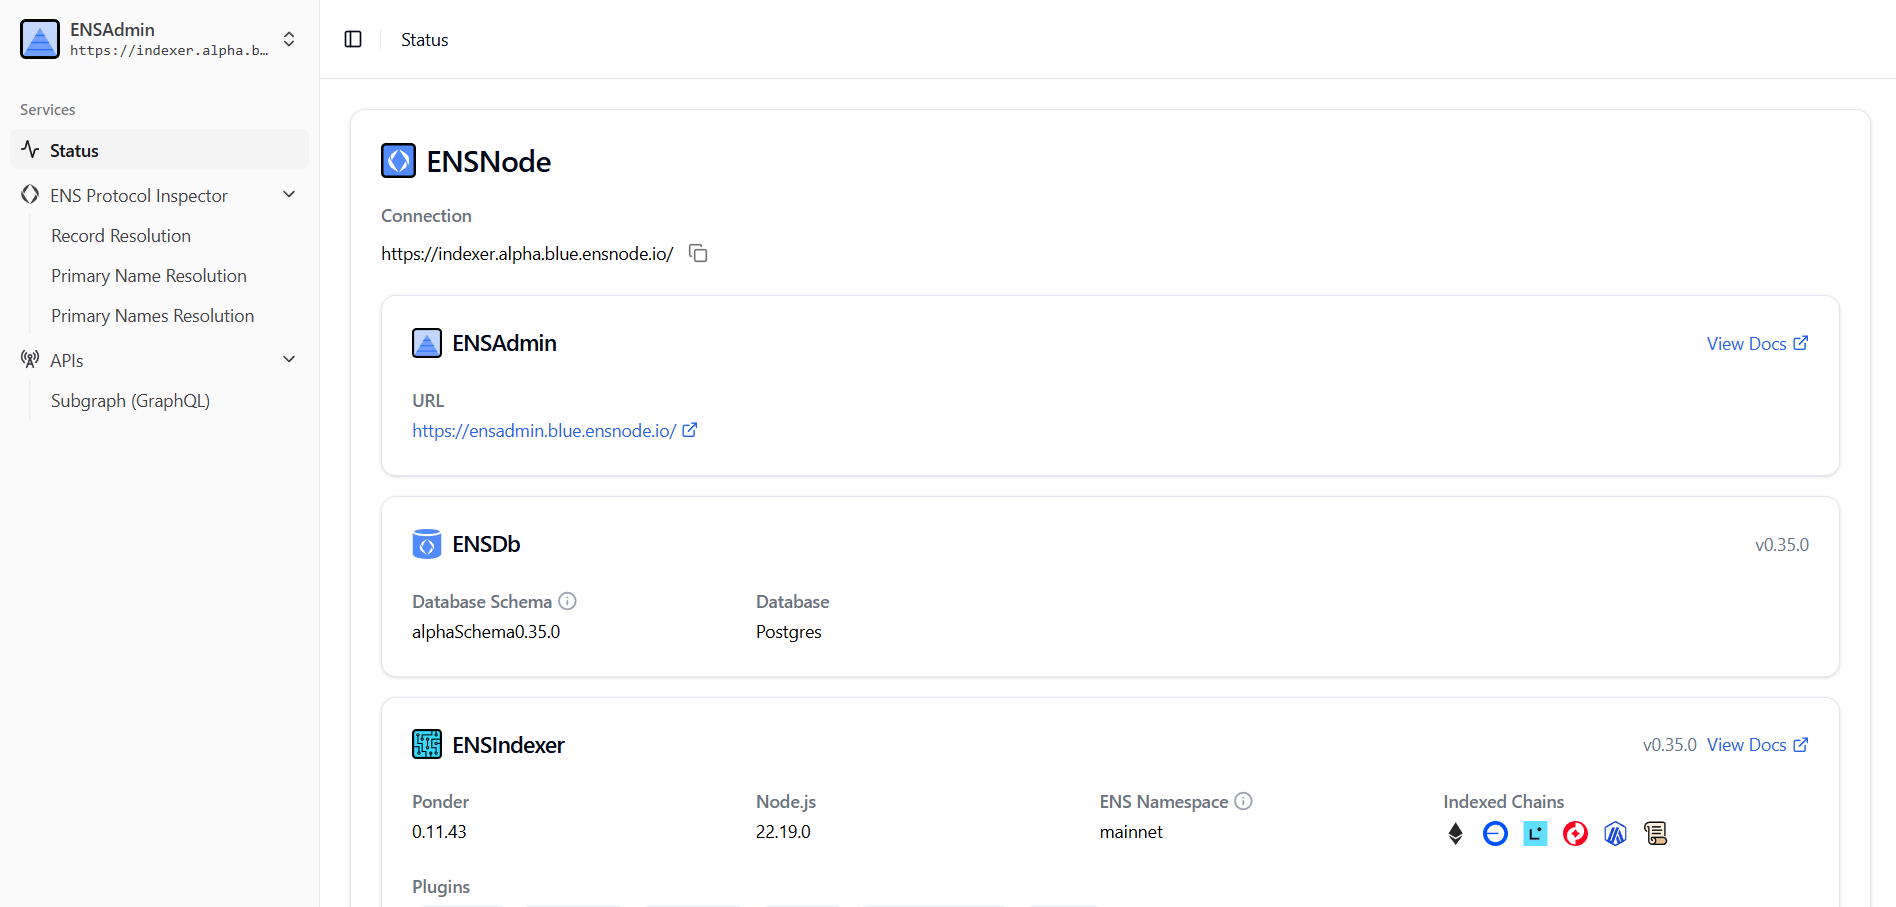 ENSAdmin
https://indexer.alpha.b…
Services
Status
ENS Protocol Inspector
Record Resolution
Primary Name Resolution
Primary Names Resolution
APIs
Subgraph (GraphQL)
Status
ENSNode
Connection
https://indexer.alpha.blue.ensnode.io/
ENSAdmin
View Docs
URL
https://ensadmin.blue.ensnode.io/
ENSDb
v0.35.0
Database Schema
alphaSchema0.35.0
Database
Postgres
ENSIndexer
v0.35.0 View Docs
Ponder
0.11.43
Node.js
22.19.0
ENS Namespace
mainnet
Indexed Chains
Plugins